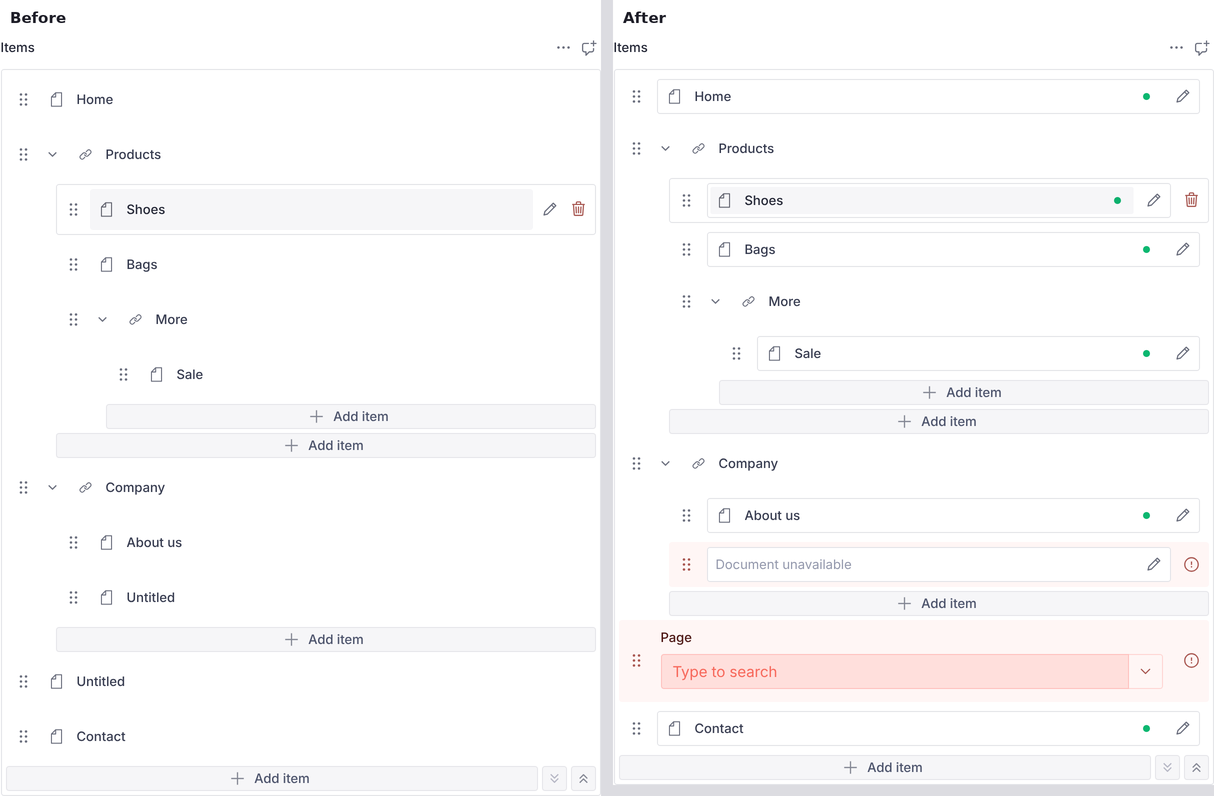 Before
Items
Home
Products
Shoes
Bags
More
Sale
Add item
Add item
Company
About us
Untitled
Add item
Untitled
Contact
Add item
After
Items
Home
Products
Shoes
Bags
More
Sale
Add item
Add item
Company
About us
Document unavailable
Add item
Page
Type to search
Contact
Add item